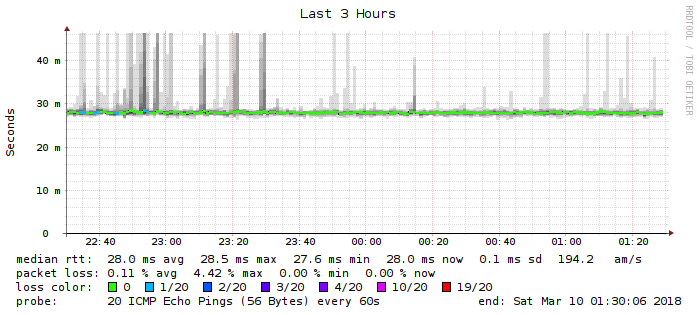 Last 3 Hours
RRDTOOL / TOBI OETIKER
Seconds
40 m
30 m
20 m
10 m
0
22:40 23:00 23:20 23:40 00:00 00:20 00:40 01:00 01:20
median rtt: 28.0 ms avg 28.5 ms max 27.6 ms min 28.0 ms now 0.1 ms sd 194.2 am/s
packet loss: 0.11 % avg 4.42 % max 0.00 % min 0.00 % now
loss color: 0 1/20 2/20 3/20 4/20 10/20 19/20
probe: 20 ICMP Echo Pings (56 Bytes) every 60s end: Sat Mar 10 01:30:06 2018